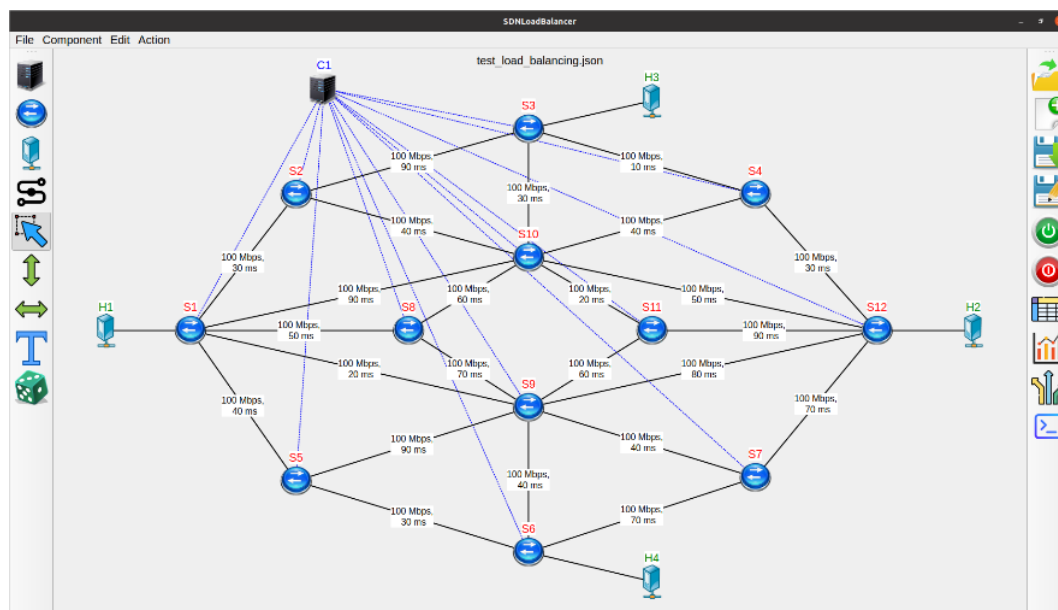 SDNLoadBalancer
File Component Edit Action
C1
test_load_balancing.json
H3
S3
100 Mbps,
90 ms
100 Mbps,
10 ms
S2
S4
100 Mbps,
30 ms
100 Mbps,
40 ms
100 Mbps,
40 ms
S10
100 Mbps,
30 ms
100 Mbps,
30 ms
100 Mbps,
90 ms
100 Mbps,
60 ms
100 Mbps,
20 ms
100 Mbps,
50 ms
H1
S1
S8
S11
S12
H2
100 Mbps,
50 ms
100 Mbps,
90 ms
100 Mbps,
20 ms
100 Mbps,
70 ms
100 Mbps,
60 ms
100 Mbps,
80 ms
S9
100 Mbps,
40 ms
100 Mbps,
70 ms
100 Mbps,
90 ms
100 Mbps,
40 ms
S5
S7
100 Mbps,
40 ms
100 Mbps,
30 ms
100 Mbps,
70 ms
S6
H4